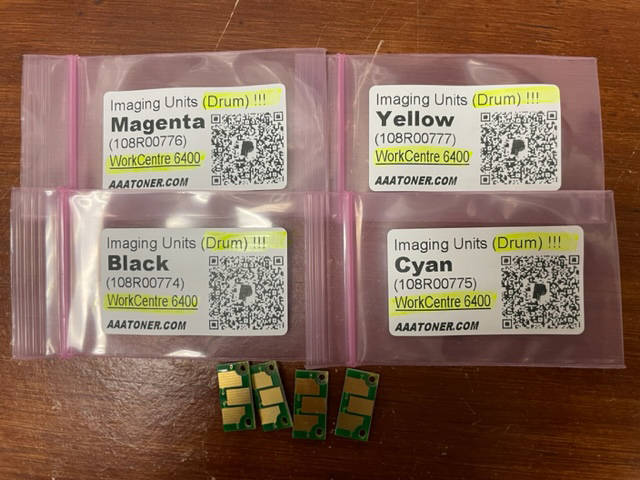 Imaging Units (Drum) !!!
Magenta
(108R00776)
WorkCentre 6400
AAATONER.COM
Imaging Units (Drum) !!!
Yellow
(108R00777)
WorkCentre 6400
AAATONER.COM
Imaging Units (Drum) !!!
Black
(108R00774)
WorkCentre 6400
AAATONER.COM
Imaging Units (Drum) !!!
Cyan
(108R00775)
WorkCentre 6400
AAATONER.COM